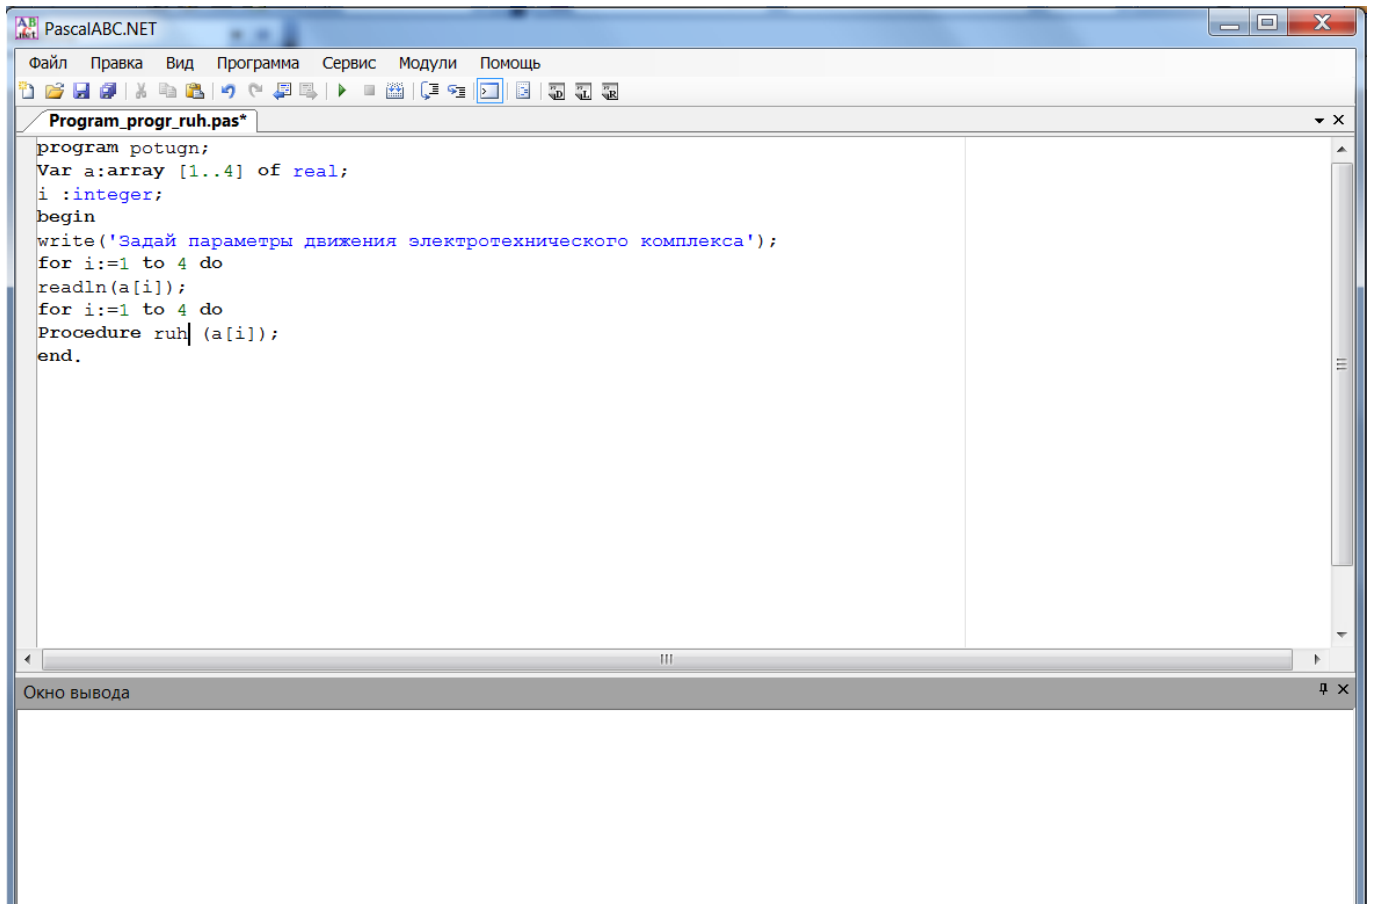 PascalABC.NET
Файл Правка Вид Программа Сервис Модули Помощь
Program_progr_ruh.pas*
program potugn;
Var a:array [1..4] of real;
i :integer;
begin
write('Задай параметры движения электротехнического комплекса');
for i:=1 to 4 do
readln(a[i]);
for i:=1 to 4 do
Procedure ruh (a[i]);
end.
Окно вывода